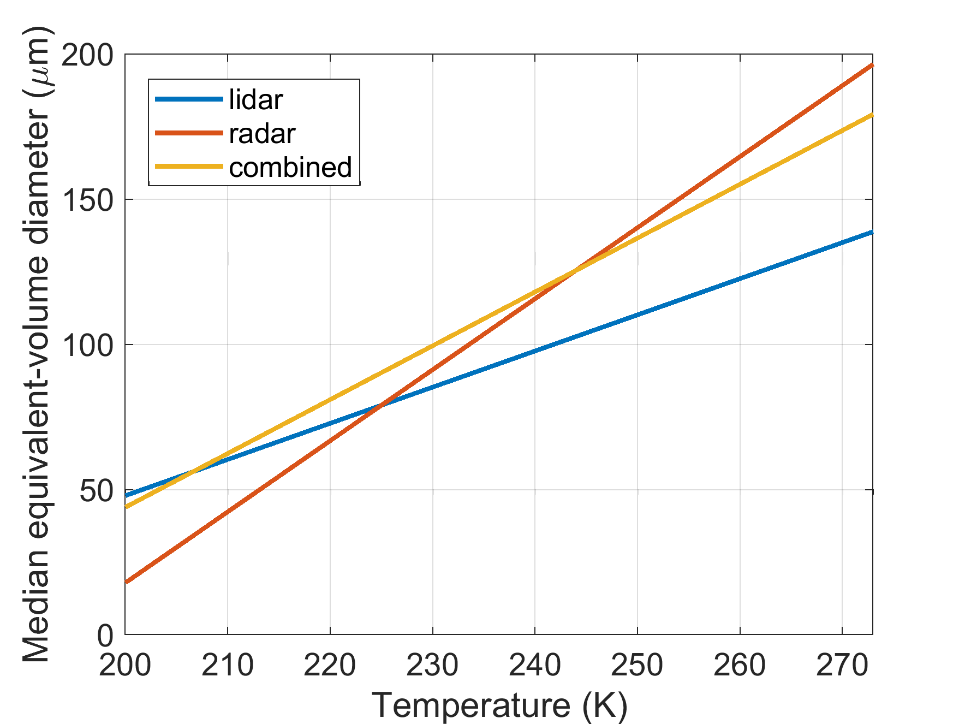 Median equivalent-volume diameter (μm)
200
150
100
50
0
lidar
radar
combined
200 210 220 230 240 250 260 270
Temperature (K)